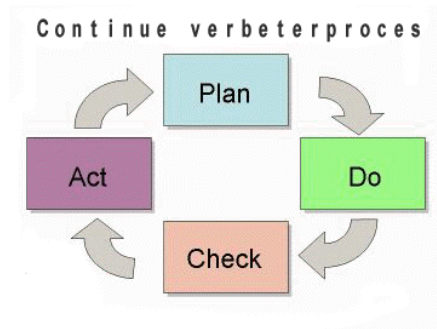 Continue verbeterproces
Plan
Act
Do
Check